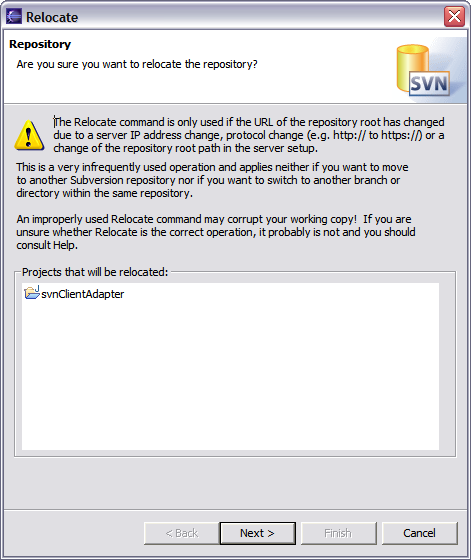 Relocate
Repository
Are you sure you want to relocate the repository?
SVN
The Relocate command is only used if the URL of the repository root has changed
due to a server IP address change, protocol change (e.g. http:// to https://) or a
change of the repository root path in the server setup.
This is a very infrequently used operation and applies neither if you want to move
to another Subversion repository nor if you want to switch to another branch or
directory within the same repository.
An improperly used Relocate command may corrupt your working copy!  If you are
unsure whether Relocate is the correct operation, it probably is not and you should
consult Help.
Projects that will be relocated:
svnClientAdapter
< Back
Next >
Finish
Cancel